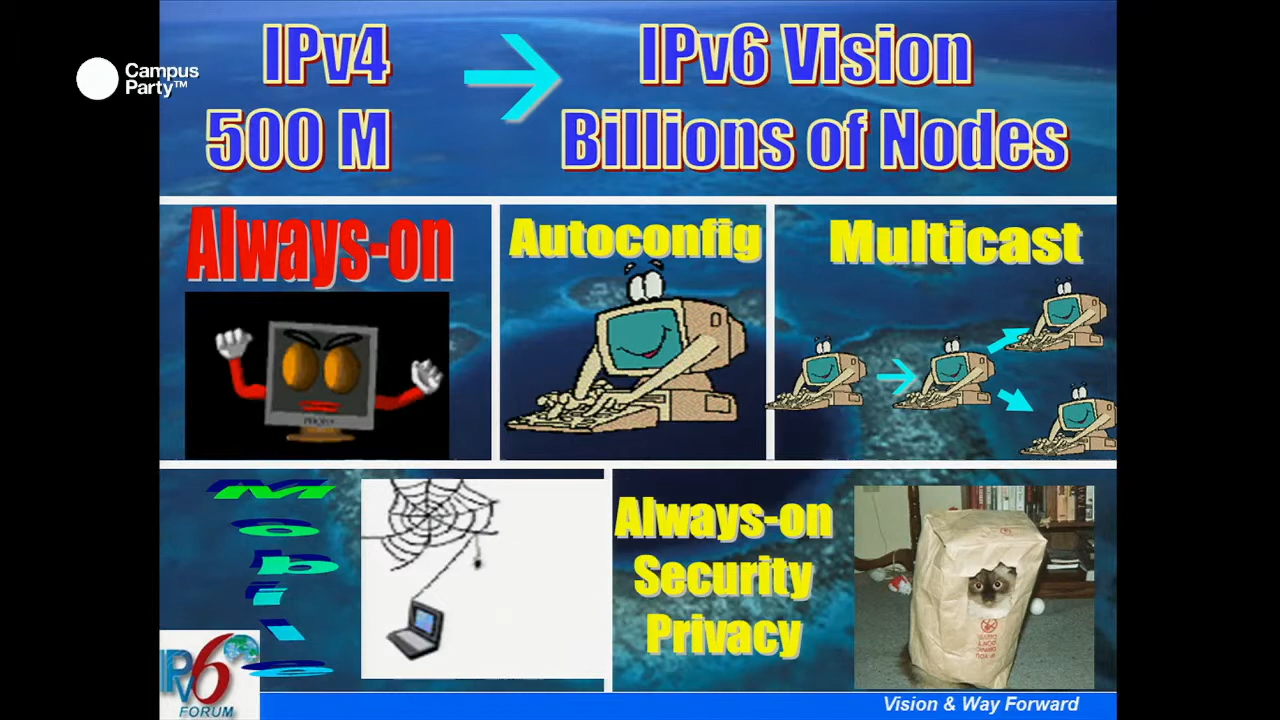 Campus
Party™
IPv4
500 M
IPv6 Vision
Billions of Nodes
Always-on
Autoconfig
Multicast
Mobile
Always-on
Security
Privacy
IPv6
FORUM
Vision & Way Forward